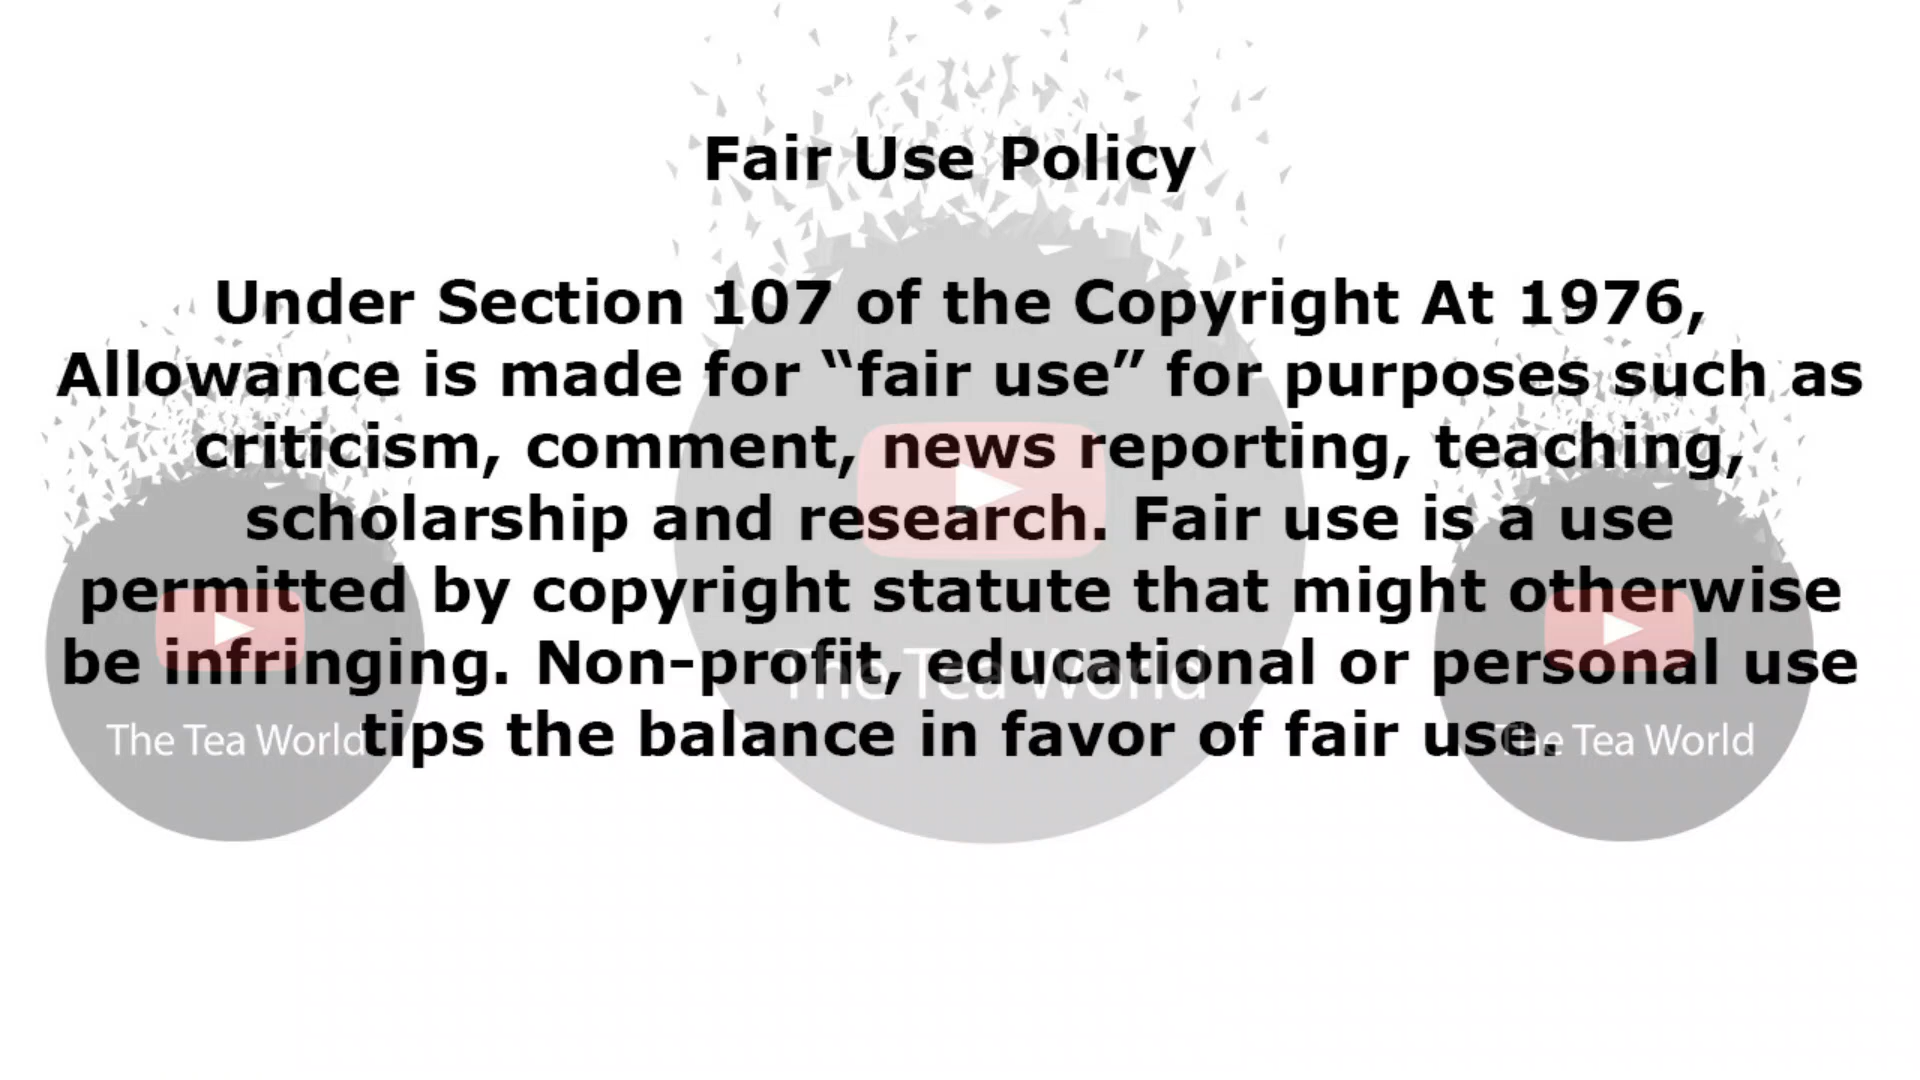 Fair Use Policy
Under Section 107 of the Copyright At 1976,
Allowance is made for “fair use” for purposes such as
criticism, comment, news reporting, teaching,
scholarship and research. Fair use is a use
permitted by copyright statute that might otherwise
be infringing. Non-profit, educational or personal use
tips the balance in favor of fair use.
The Tea World
The Tea World
The Tea World